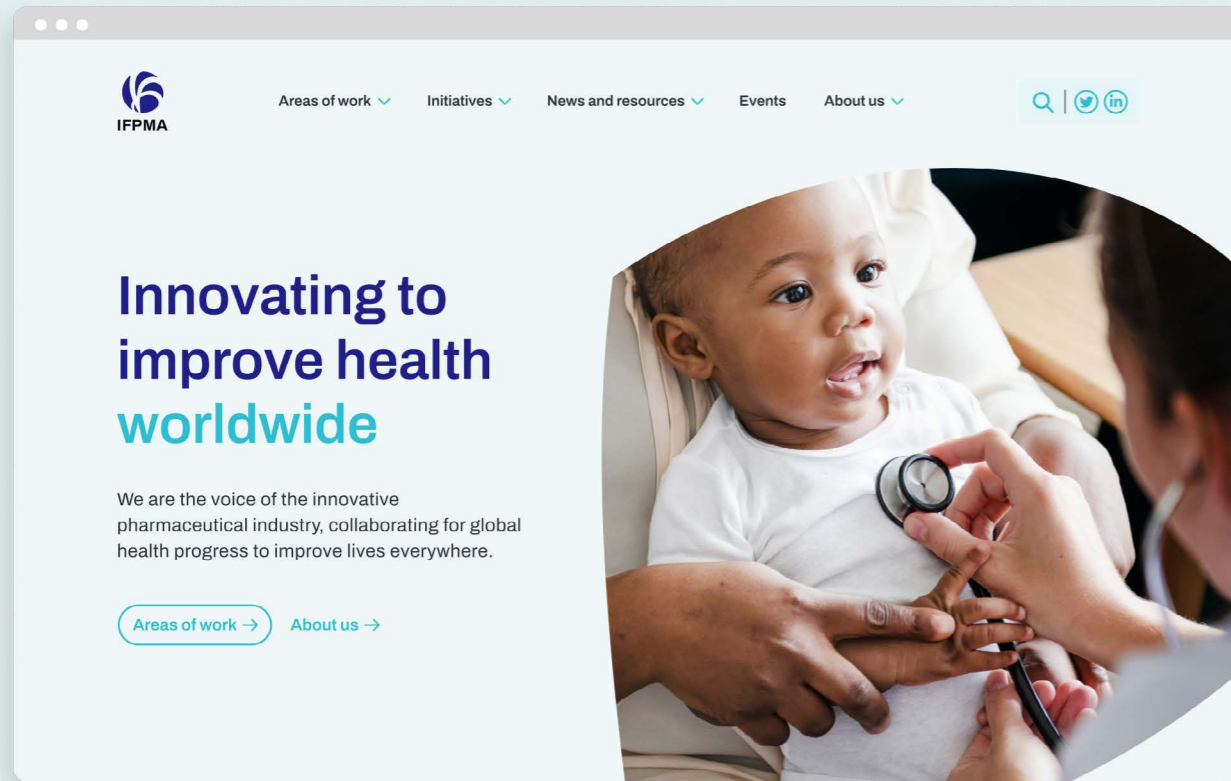 IFPMA
Areas of work
Initiatives
News and resources
Events
About us
Innovating to
improve health
worldwide
We are the voice of the innovative
pharmaceutical industry, collaborating for global
health progress to improve lives everywhere.
Areas of work →
About us →